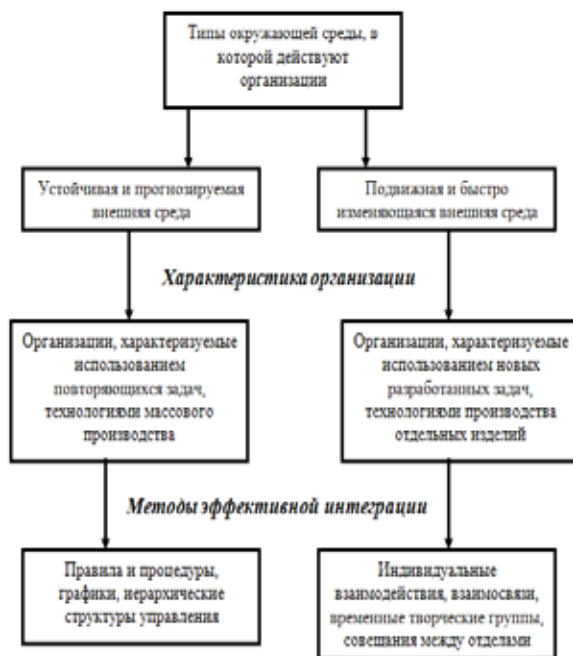 Типы окружающей среды, в
которой действуют
организации
Устойчивая и прогнозируемая
внешняя среда
Подвижная и быстро
изменяющаяся внешняя среда
Характеристика организации
Организации, характеризуемые
использованием
повторяющихся задач,
технологиями массового
производства
Организации, характеризуемые
использованием новых
разработанных задач,
технологиями производства
отдельных изделий
Методы эффективной интеграции
Правила и процедуры,
графики, иерархические
структуры управления
Индивидуальные
взаимодействия, взаимосвязи,
временные творческие группы,
совещания между отделами